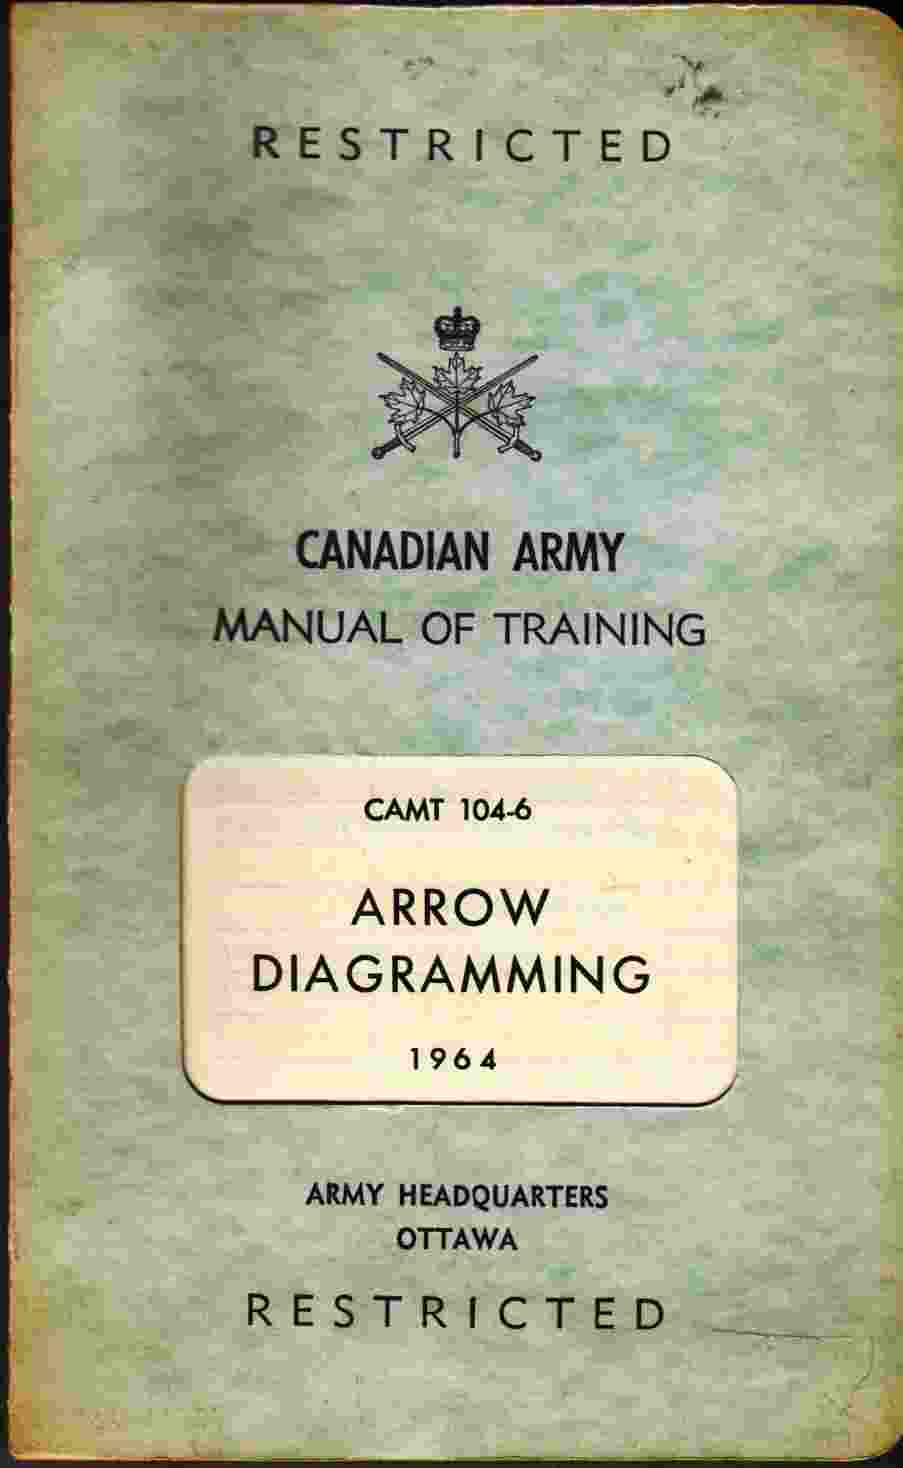 RESTRICTED
CANADIAN ARMY
MANUAL OF TRAINING
CAMT 104-6
ARROW
DIAGRAMMING
1964
ARMY HEADQUARTERS
OTTAWA
RESTRICTED